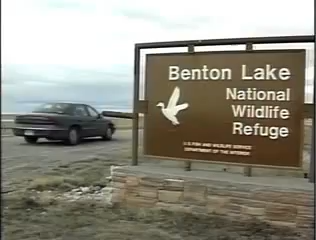 Benton Lake
National
Wildlife
Refuge
U.S. FISH AND WILDLIFE SERVICE
DEPARTMENT OF THE INTERIOR